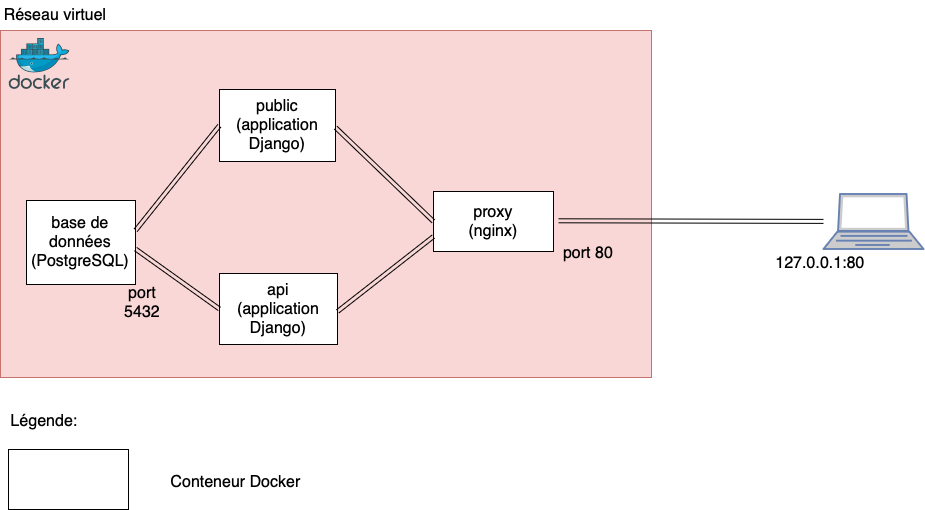 Réseau virtuel
docker
public
(application
Django)
base de
données
(PostgreSQL)
port
5432
proxy
(nginx)
port 80
127.0.0.1:80
api
(application
Django)
Légende:
Conteneur Docker